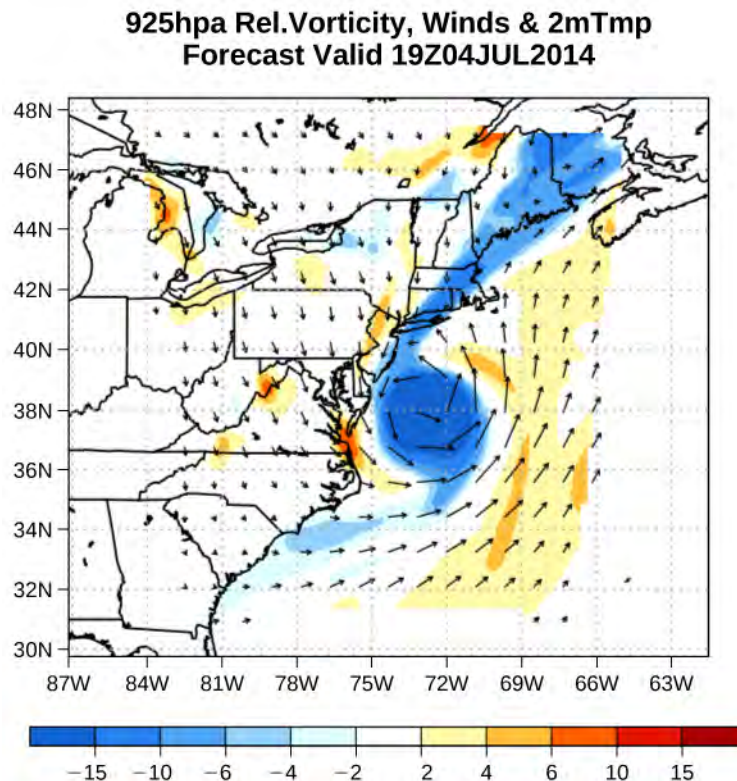 925hpa Rel.Vorticity, Winds & 2mTmp
Forecast Valid 19Z04JUL2014
48N
46N
44N
42N
40N
38N
36N
34N
32N
30N
87W 84W 81W 78W 75W 72W 69W 66W 63W
−15 −10 −6 −4 −2 2 4 6 10 15